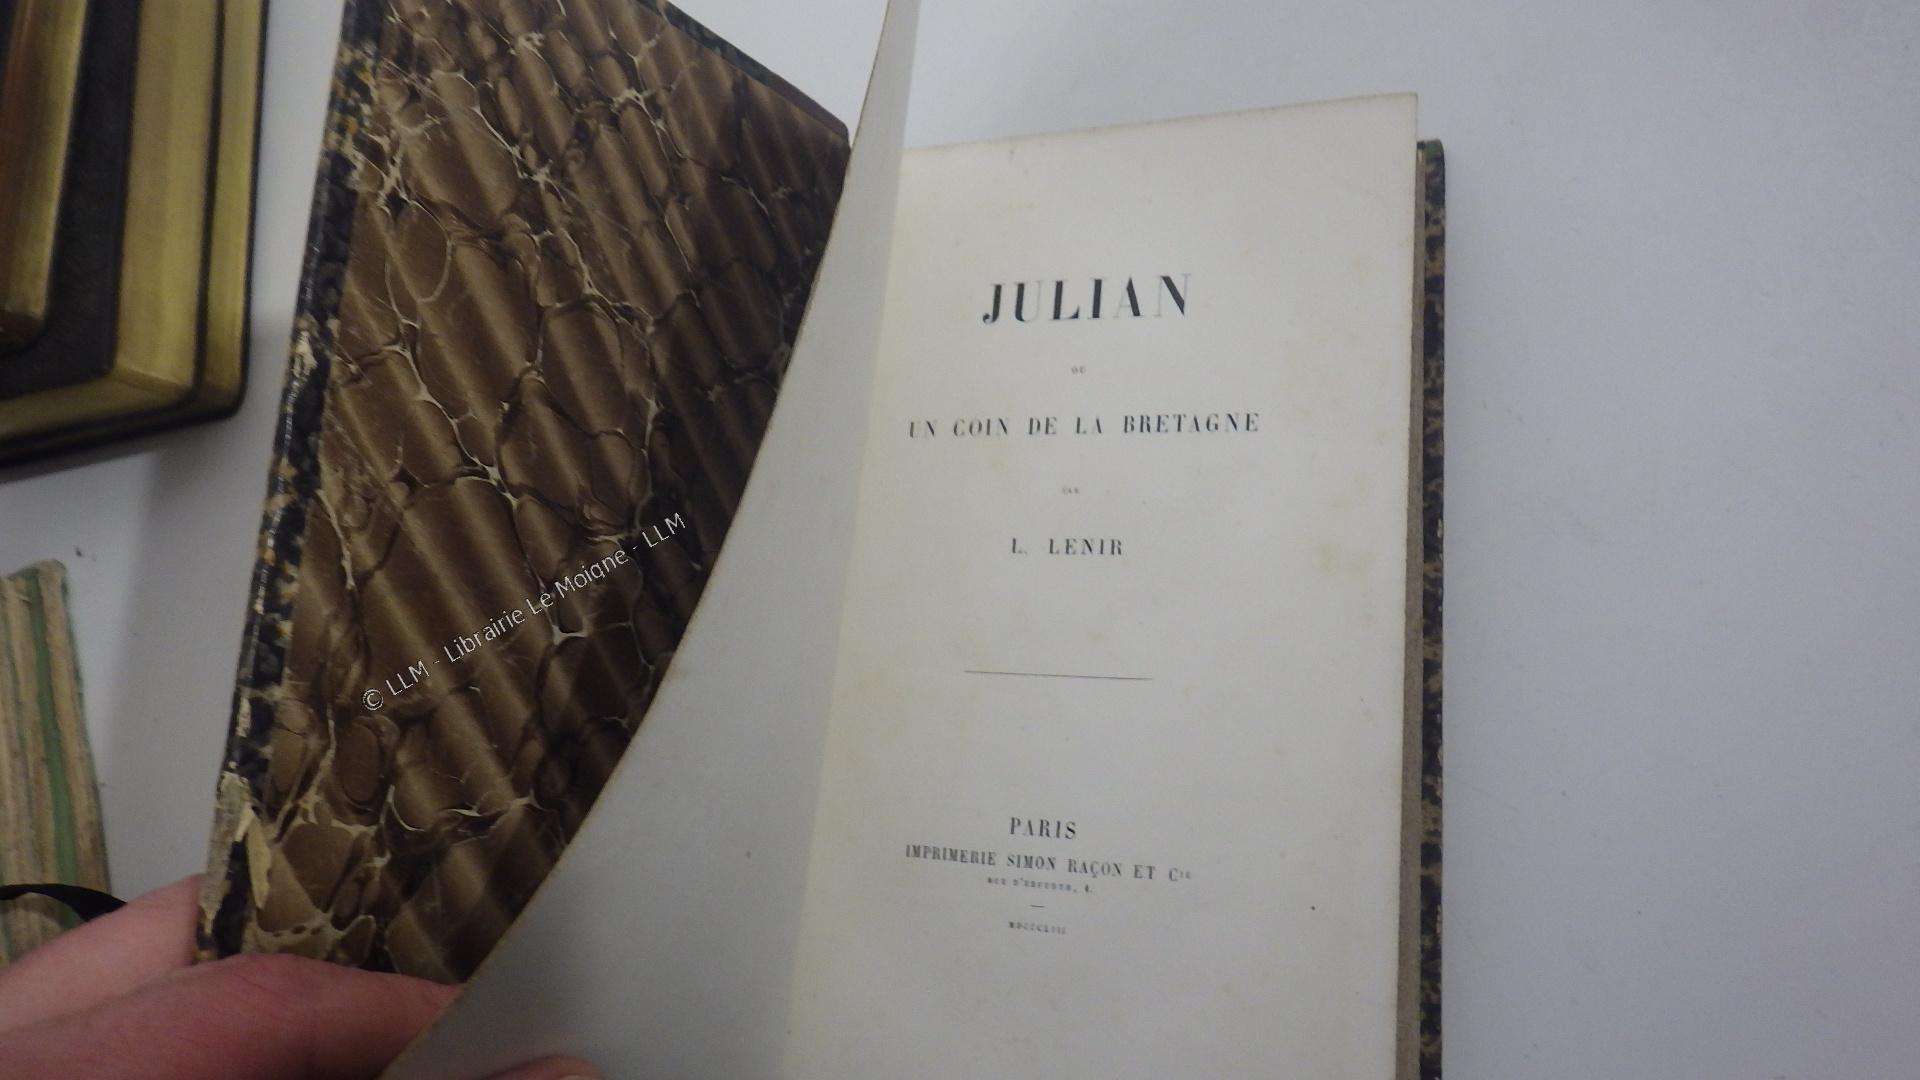 JULIAN
OU
UN COIN DE LA BRETAGNE
PAR
L. LENIR
PARIS
IMPRIMERIE SIMON RAÇON ET Cie
RUE D'ERFURTH, 1.
—
MDCCCLIII
© LLM - Librairie Le Moigne - LLM